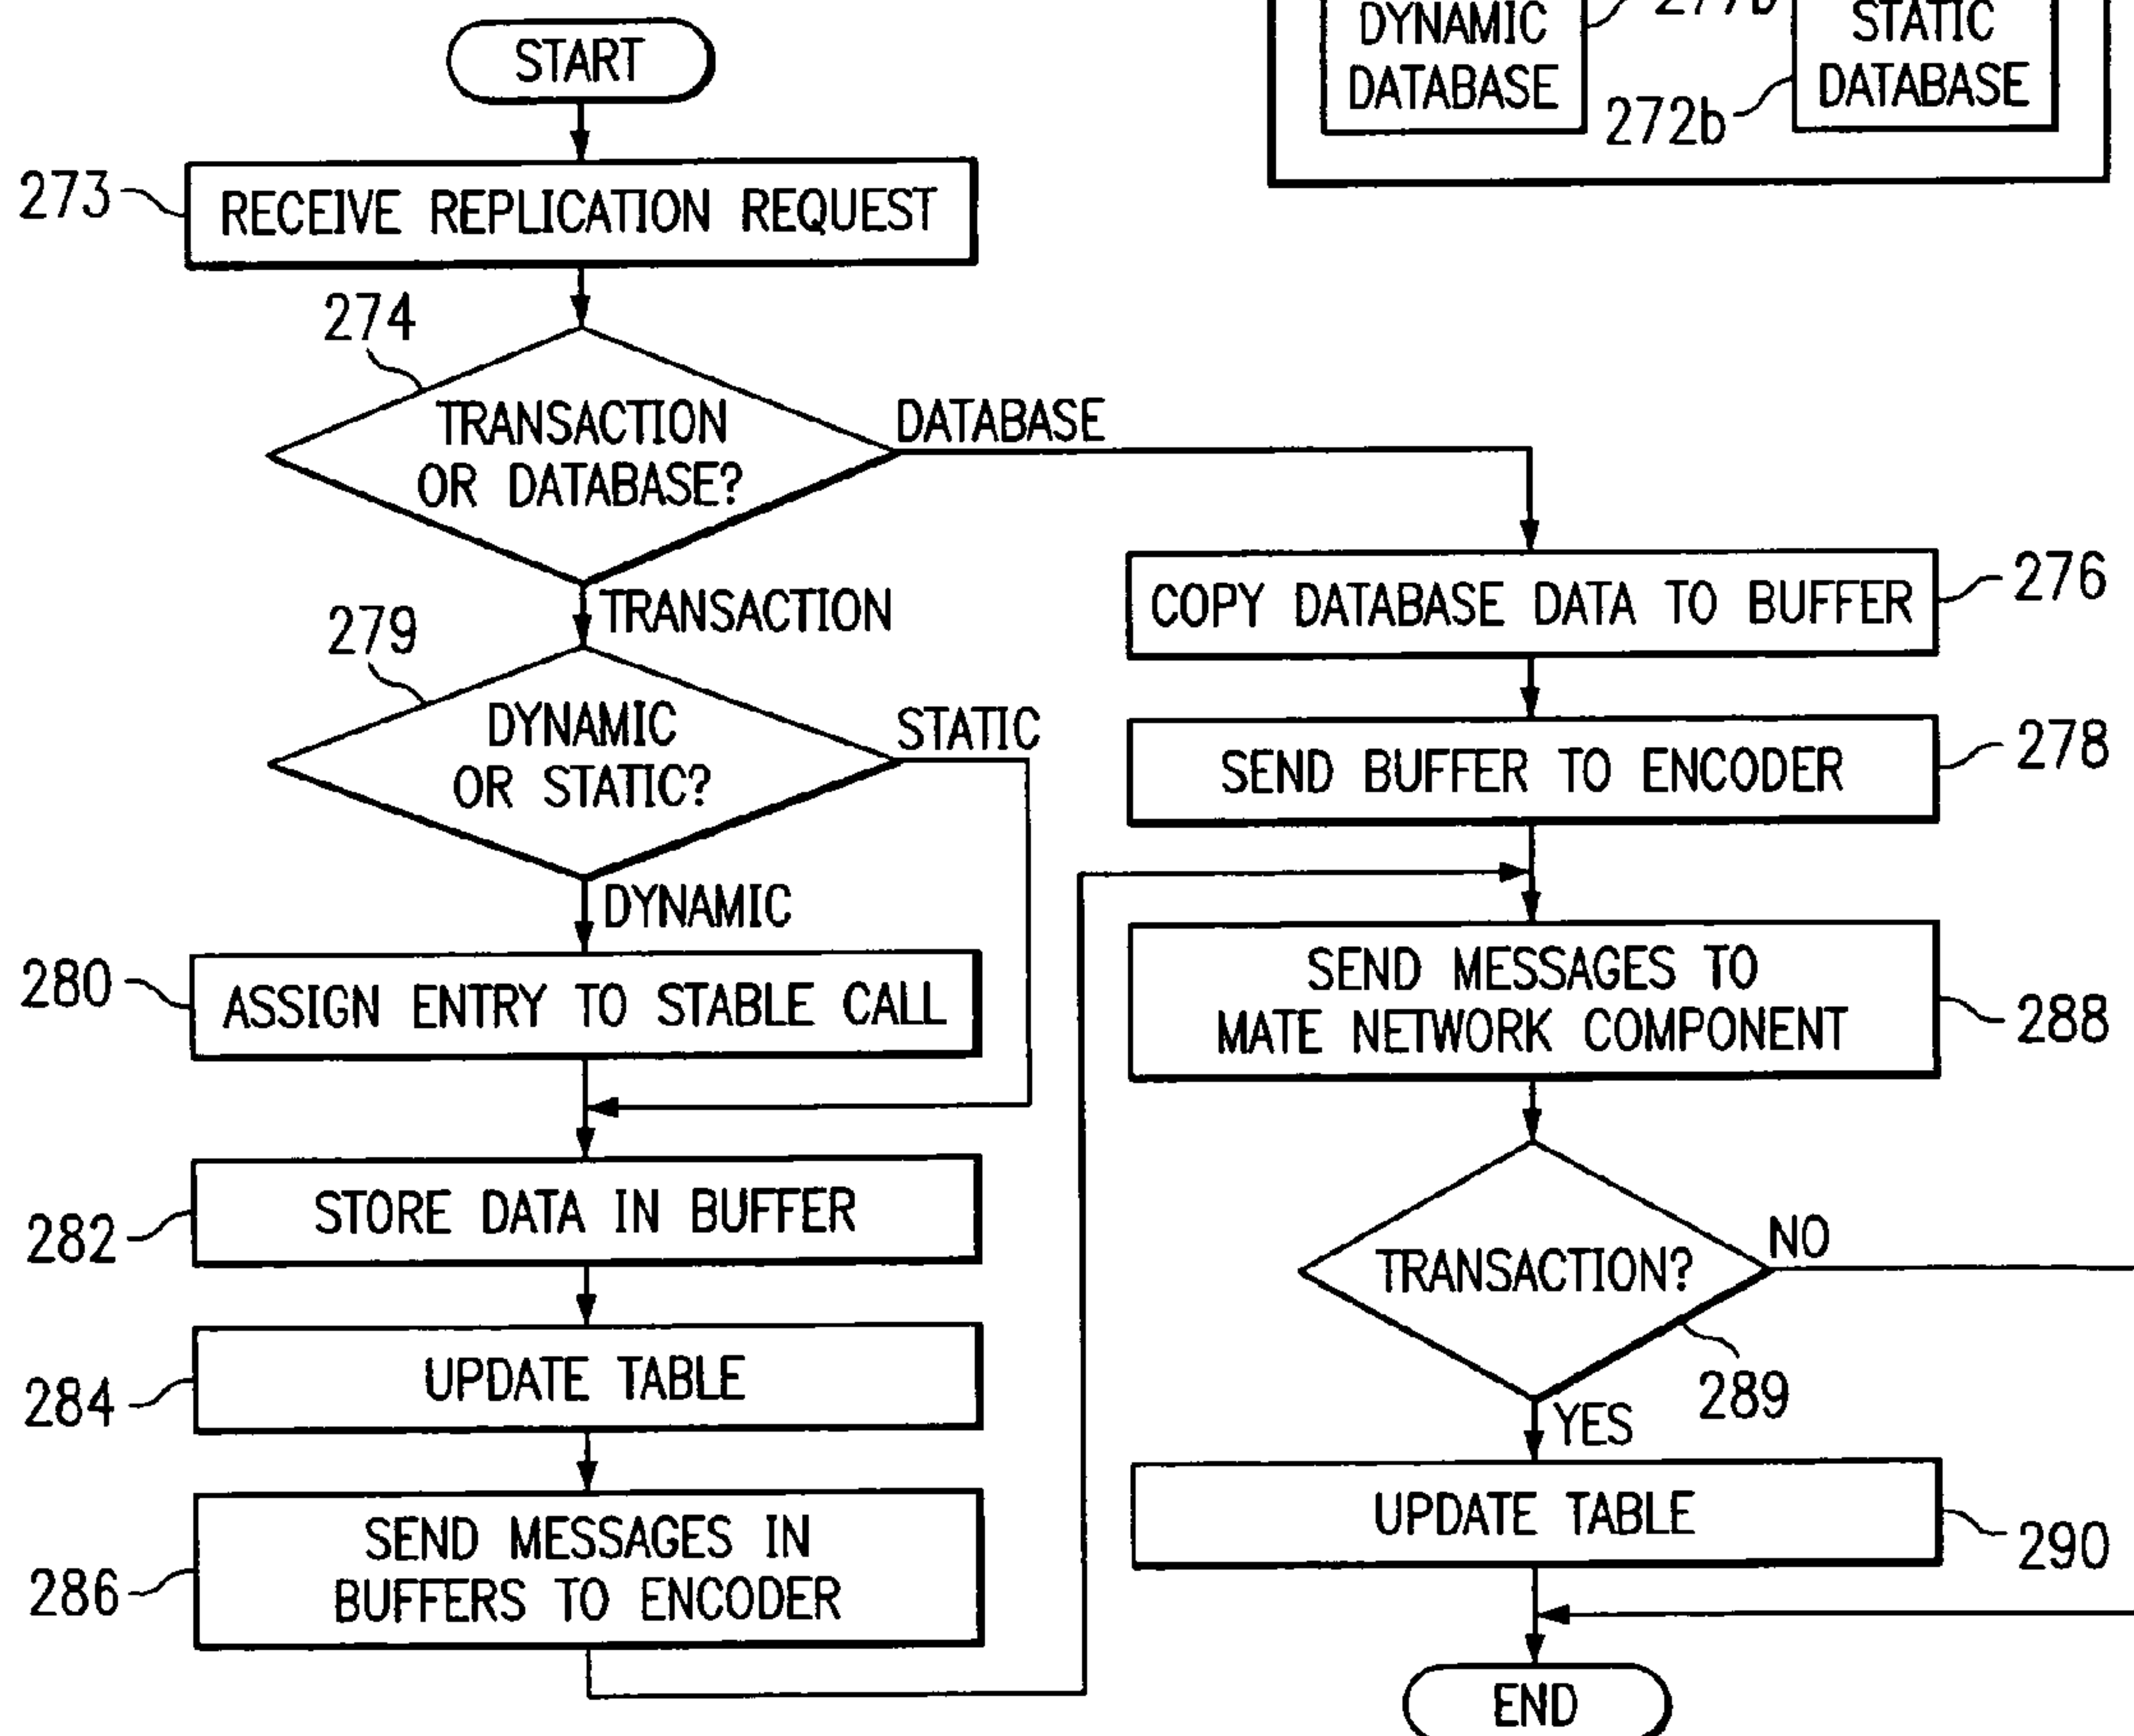 START
273
RECEIVE REPLICATION REQUEST
274
TRANSACTION
OR DATABASE?
DATABASE
TRANSACTION
279
DYNAMIC
OR STATIC?
STATIC
DYNAMIC
280
ASSIGN ENTRY TO STABLE CALL
282
STORE DATA IN BUFFER
284
UPDATE TABLE
286
SEND MESSAGES IN
BUFFERS TO ENCODER
DYNAMIC
DATABASE
272b
STATIC
DATABASE
COPY DATABASE DATA TO BUFFER
276
SEND BUFFER TO ENCODER
278
SEND MESSAGES TO
MATE NETWORK COMPONENT
288
TRANSACTION?
NO
289
YES
UPDATE TABLE
290
END